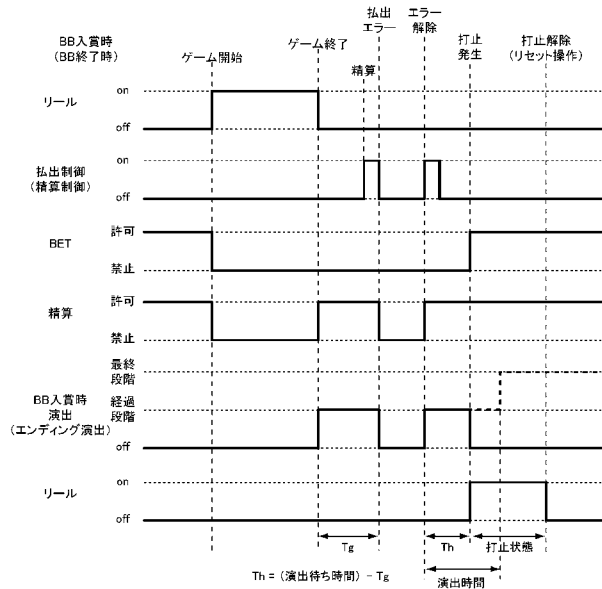 BB入賞時
(BB終了時)
ゲーム開始
ゲーム終了
精算
払出
エラー
エラー
解除
打止
発生
打止解除
(リセット操作)
リール
on
off
払出制御
(精算制御)
on
off
BET
許可
禁止
精算
許可
禁止
BB入賞時
演出
(エンディング演出)
最終
段階
経過
段階
off
リール
on
off
Tg
Th
打止状態
Th = (演出待ち時間) - Tg
演出時間